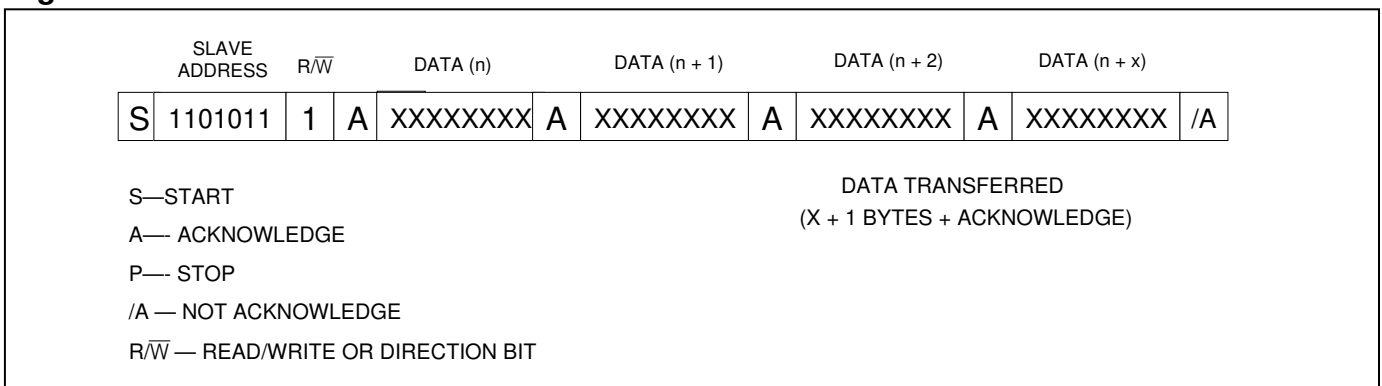 SLAVE
ADDRESS R/W̅ DATA (n) DATA (n + 1) DATA (n + 2) DATA (n + x)
S 1101011 1 A XXXXXXXX A XXXXXXXX A XXXXXXXX A XXXXXXXX /A
DATA TRANSFERRED
(X + 1 BYTES + ACKNOWLEDGE)
S—START
A—- ACKNOWLEDGE
P—- STOP
/A — NOT ACKNOWLEDGE
R/W̅ — READ/WRITE OR DIRECTION BIT